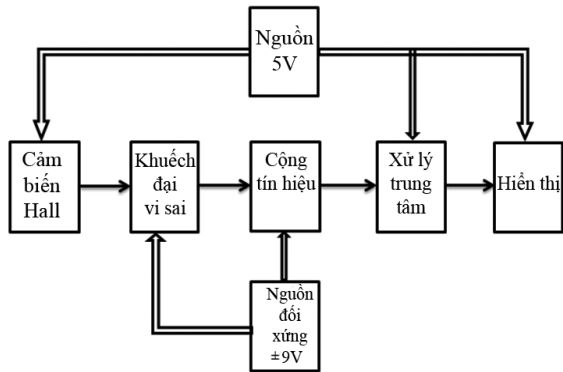 Nguồn
5V
Cảm
biến
Hall
Khuếch
đại
vi sai
Cộng
tín hiệu
Xử lý
trung
tâm
Hiển thị
Nguồn
đối
xứng
±9V